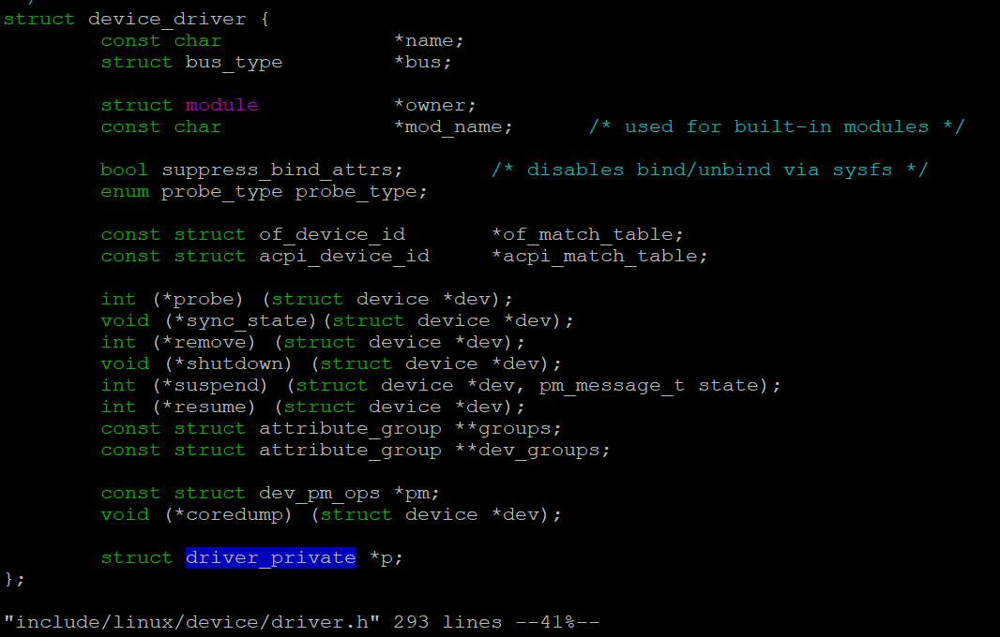 */
struct device_driver {
const char *name;
struct bus_type *bus;
struct module *owner;
const char *mod_name; /* used for built-in modules */
bool suppress_bind_attrs; /* disables bind/unbind via sysfs */
enum probe_type probe_type;
const struct of_device_id *of_match_table;
const struct acpi_device_id *acpi_match_table;
int (*probe) (struct device *dev);
void (*sync_state)(struct device *dev);
int (*remove) (struct device *dev);
void (*shutdown) (struct device *dev);
int (*suspend) (struct device *dev, pm_message_t state);
int (*resume) (struct device *dev);
const struct attribute_group **groups;
const struct attribute_group **dev_groups;
const struct dev_pm_ops *pm;
void (*coredump) (struct device *dev);
struct driver_private *p;
};
"include/linux/device/driver.h" 293 lines --41%--